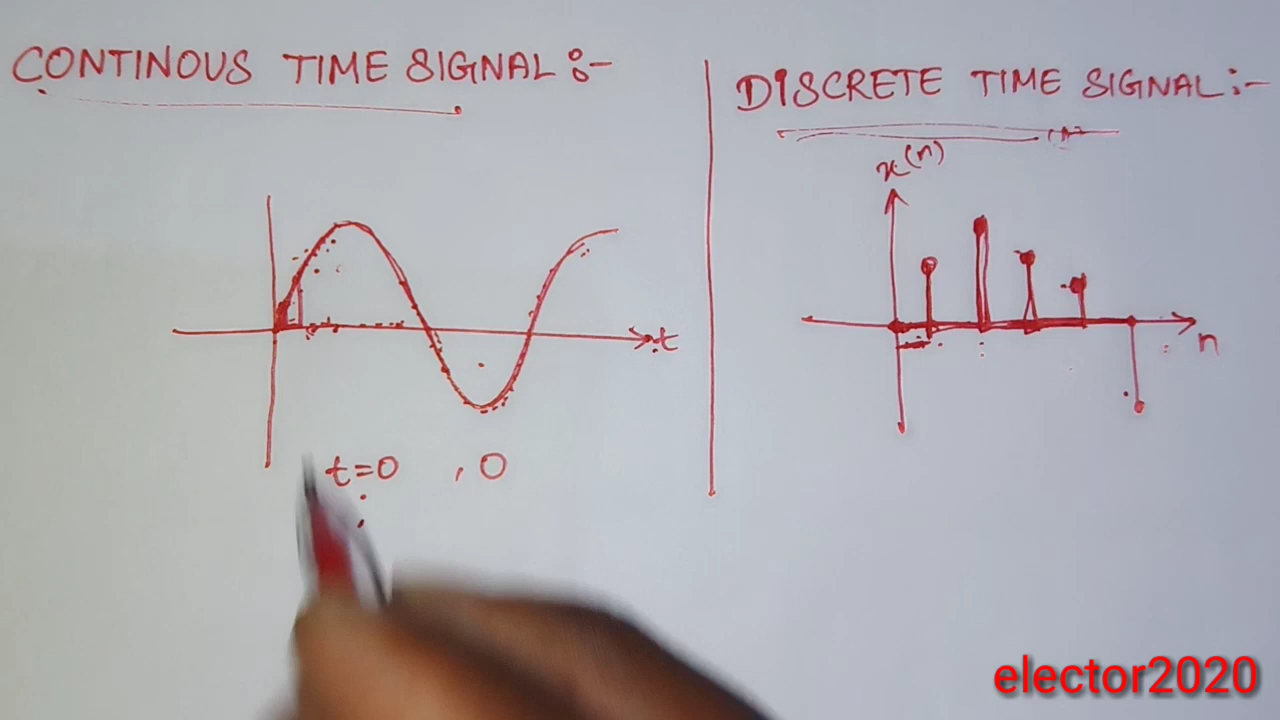 CONTINOUS TIME SIGNAL :-
t
t=0 , 0
DISCRETE TIME SIGNAL :-
x(n)
n
elector2020